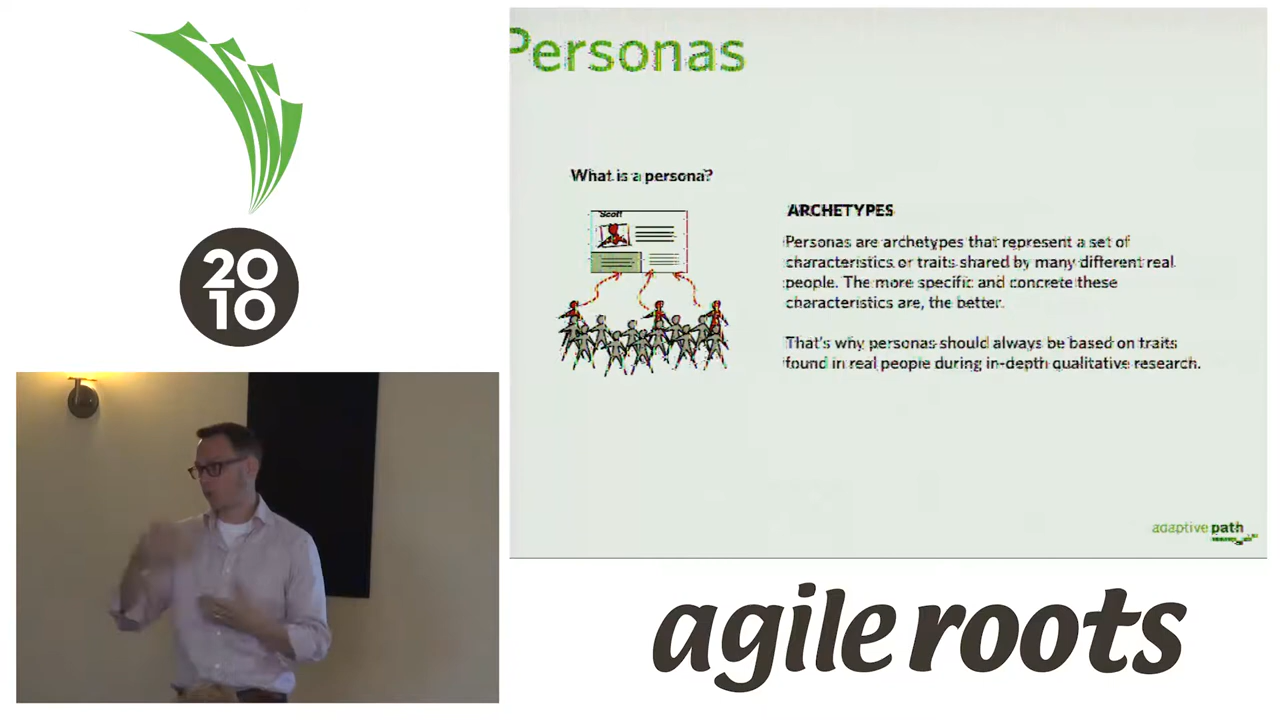 20
10
Personas
What is a persona?
Scott
ARCHETYPES
Personas are archetypes that represent a set of
characteristics or traits shared by many different real
people. The more specific and concrete these
characteristics are, the better.
That's why personas should always be based on traits
found in real people during in-depth qualitative research.
adaptive path
agile roots